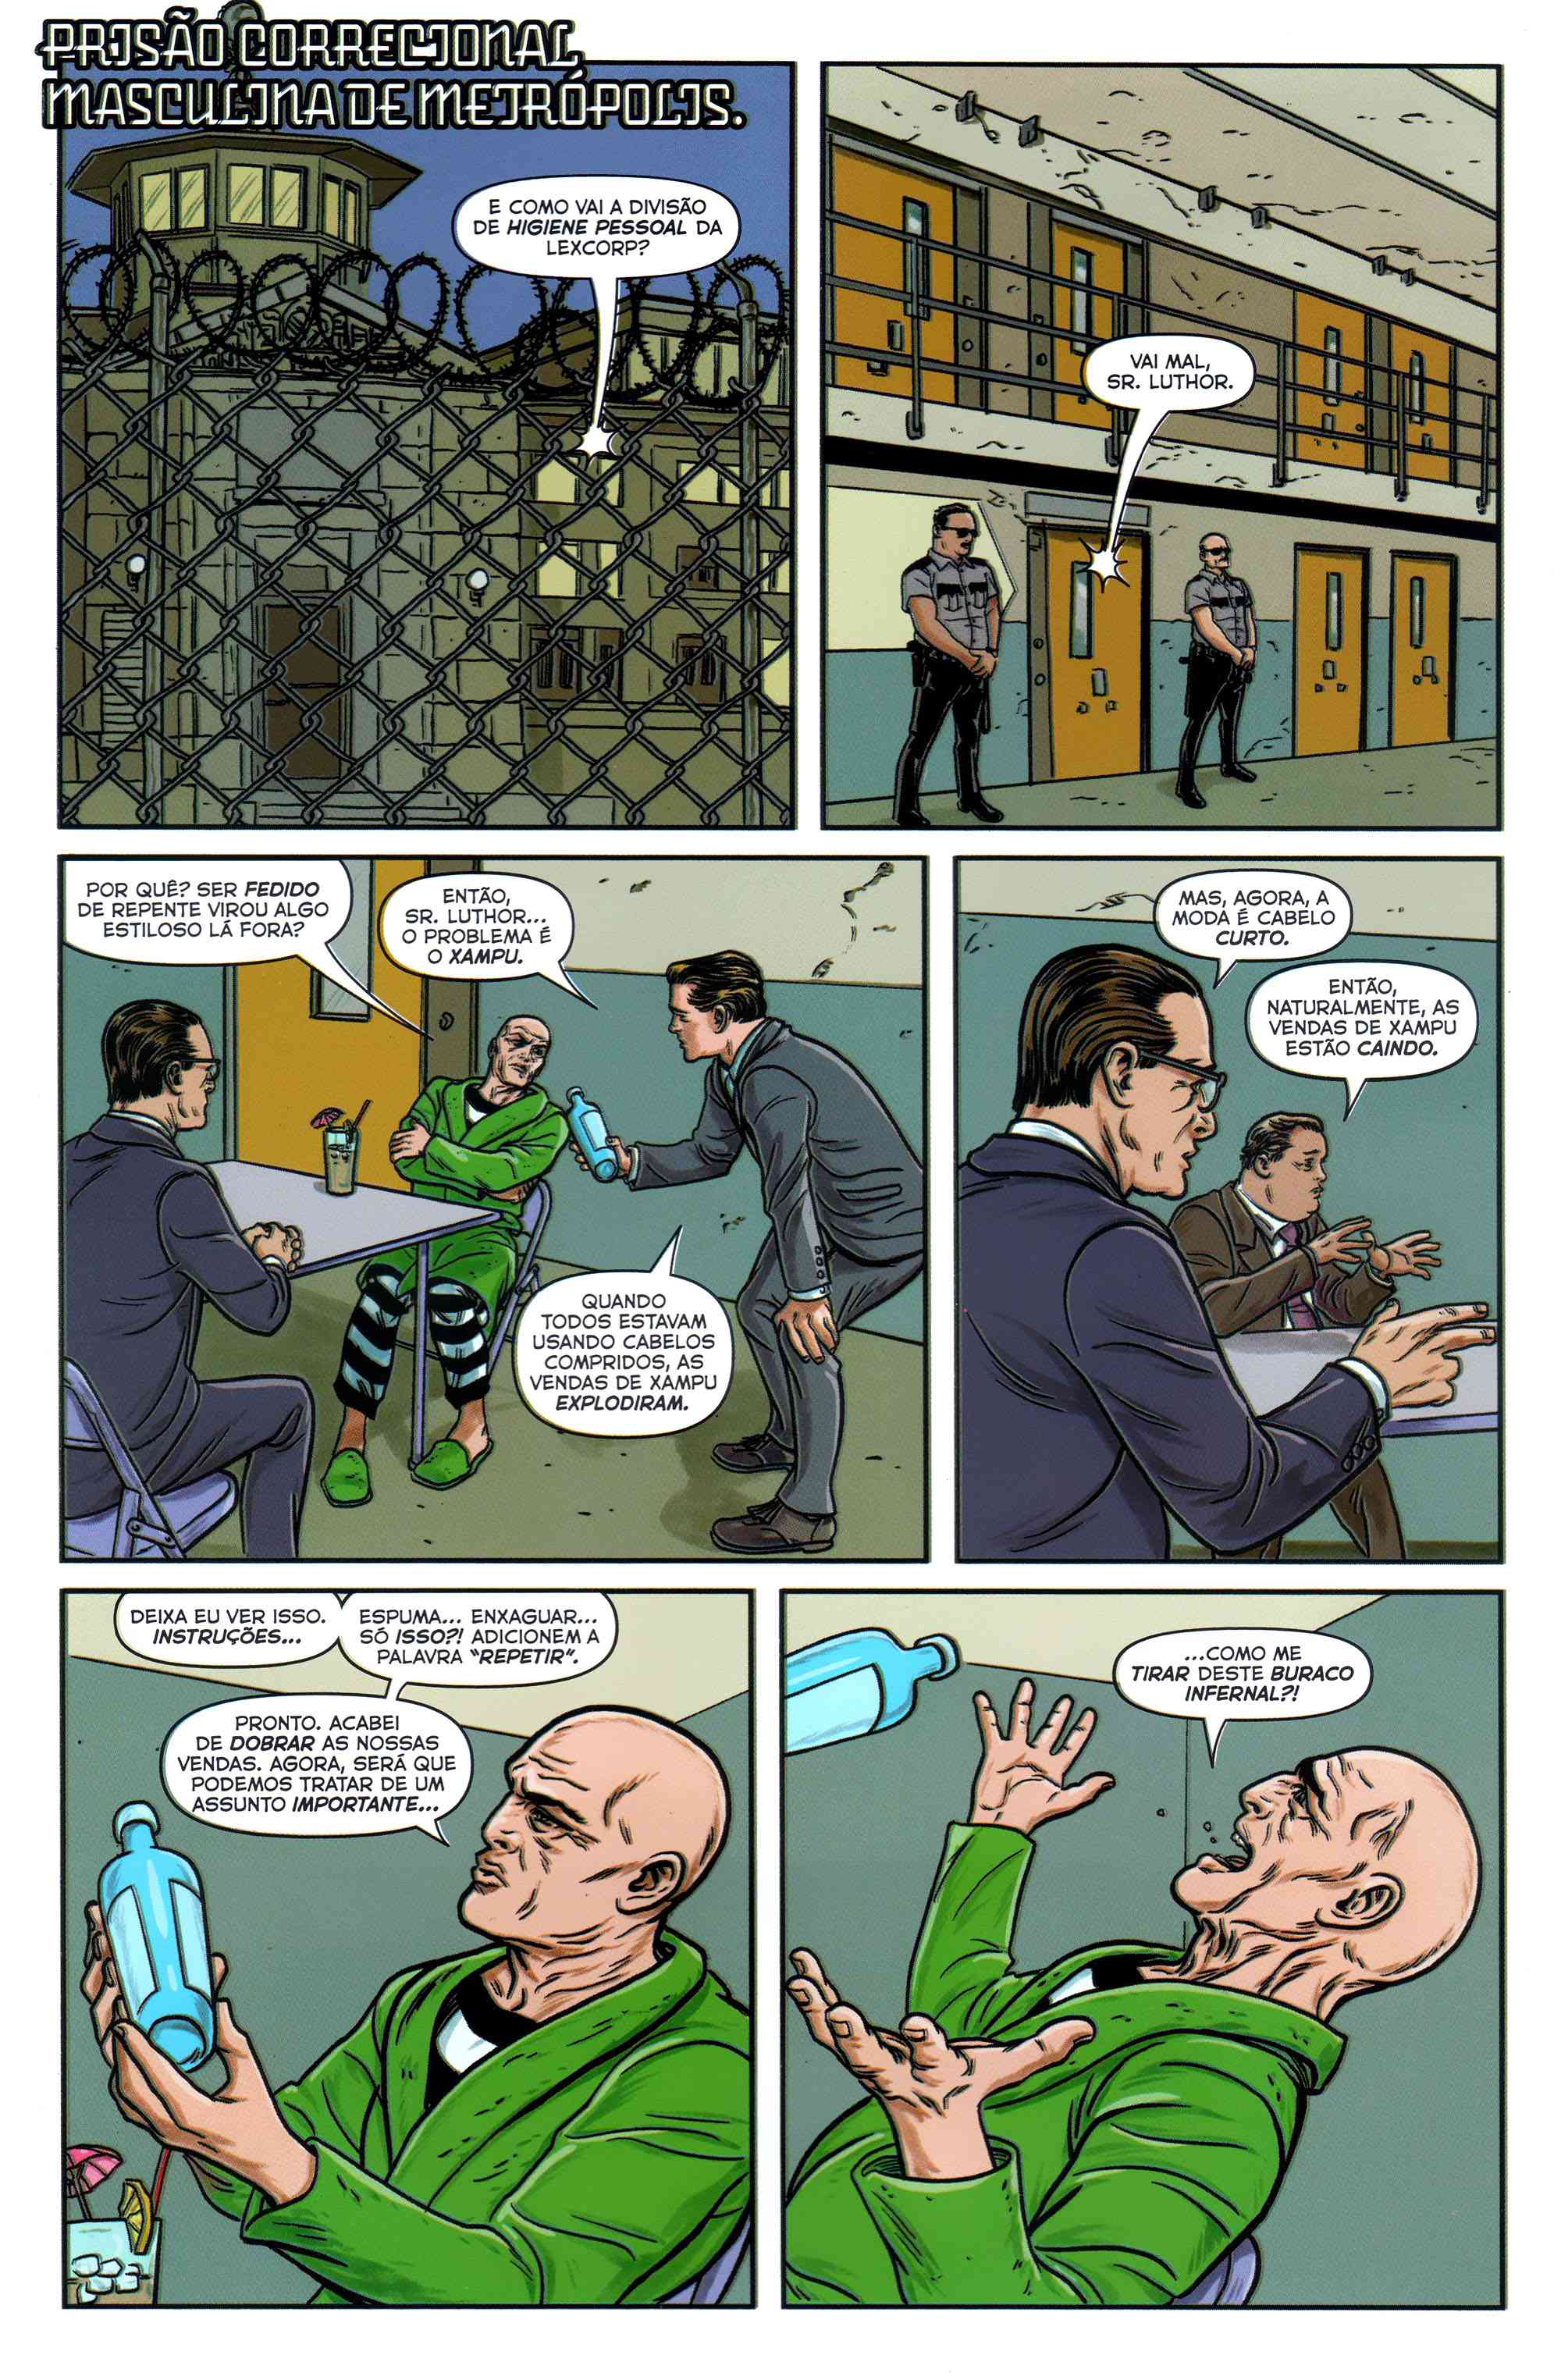 PRISÃO CORRECIONAL
MASCULINA DE METRÓPOLIS.
E COMO VAI A DIVISÃO
DE HIGIENE PESSOAL DA
LEXCORP?
VAI MAL,
SR. LUTHOR.
POR QUÊ? SER FEDIDO
DE REPENTE VIROU ALGO
ESTILOSO LÁ FORA?
ENTÃO,
SR. LUTHOR...
O PROBLEMA É
O XAMPU.
QUANDO
TODOS ESTAVAM
USANDO CABELOS
COMPRIDOS, AS
VENDAS DE XAMPU
EXPLODIRAM.
MAS, AGORA, A
MODA É CABELO
CURTO.
ENTÃO,
NATURALMENTE, AS
VENDAS DE XAMPU
ESTÃO CAINDO.
DEIXA EU VER ISSO.
INSTRUÇÕES...
ESPUMA... ENXAGUAR...
SÓ ISSO?! ADICIONEM A
PALAVRA "REPETIR".
PRONTO. ACABEI
DE DOBRAR AS NOSSAS
VENDAS. AGORA, SERÁ QUE
PODEMOS TRATAR DE UM
ASSUNTO IMPORTANTE...
...COMO ME
TIRAR DESTE BURACO
INFERNAL?!